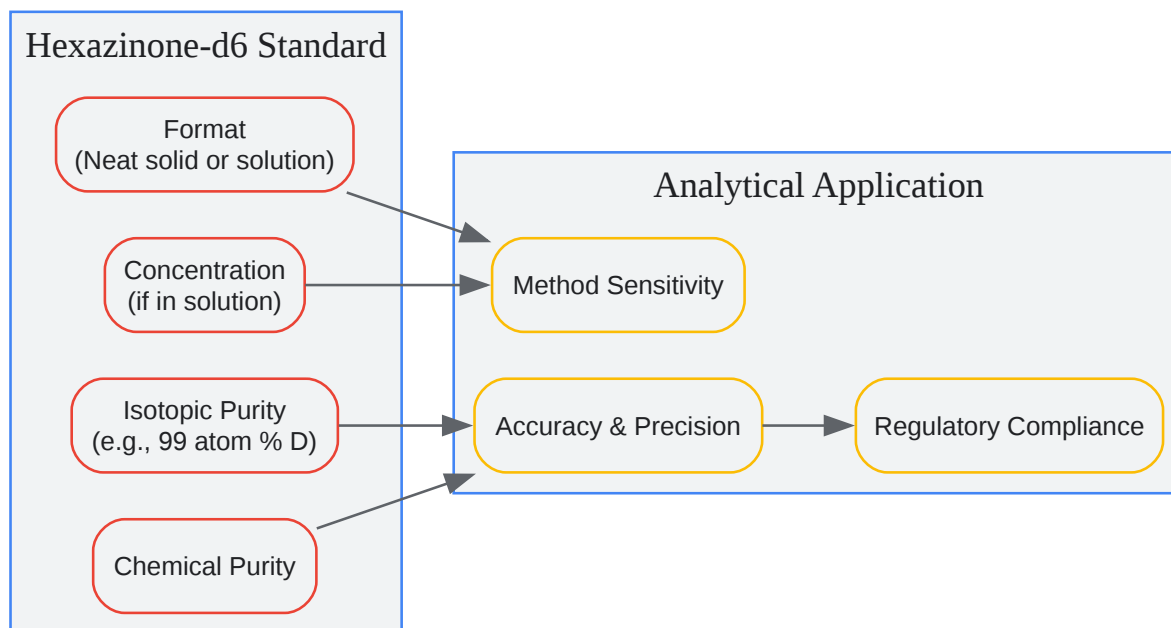 Hexazinone-d6 Standard
Format
(Neat solid or solution)
Concentration
(if in solution)
Isotopic Purity
(e.g., 99 atom % D)
Chemical Purity
Analytical Application
Method Sensitivity
Accuracy & Precision
Regulatory Compliance